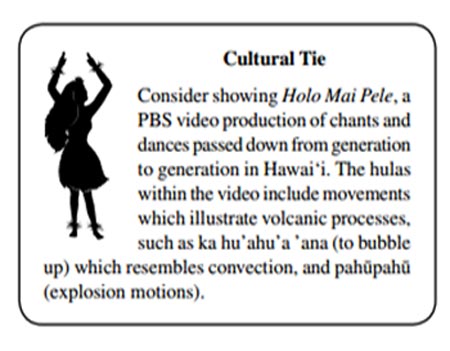 Cultural Tie
Consider showing Holo Mai Pele, a
PBS video production of chants and
dances passed down from generation
to generation in Hawai‘i. The hulas
within the video include movements
which illustrate volcanic processes,
such as ka hu’ahu’a ’ana (to bubble
up) which resembles convection, and pahūpahū
(explosion motions).